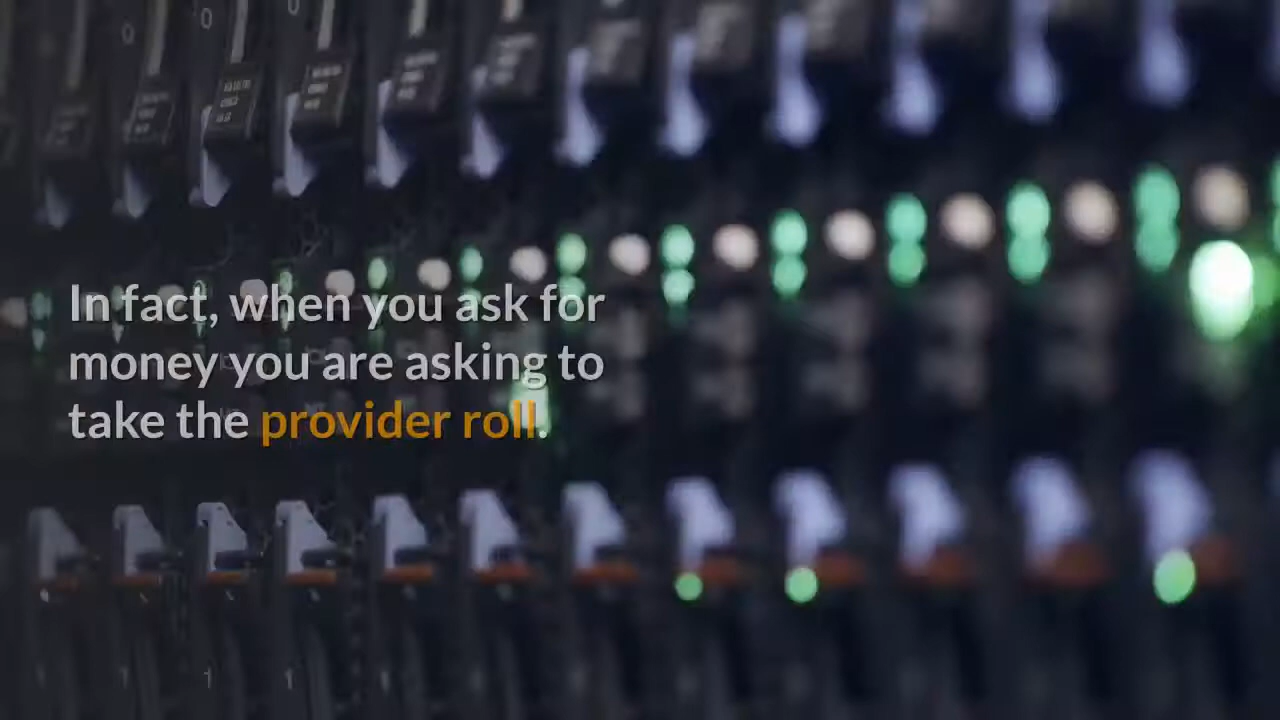 In fact, when you ask for
money you are asking to
take the provider roll.